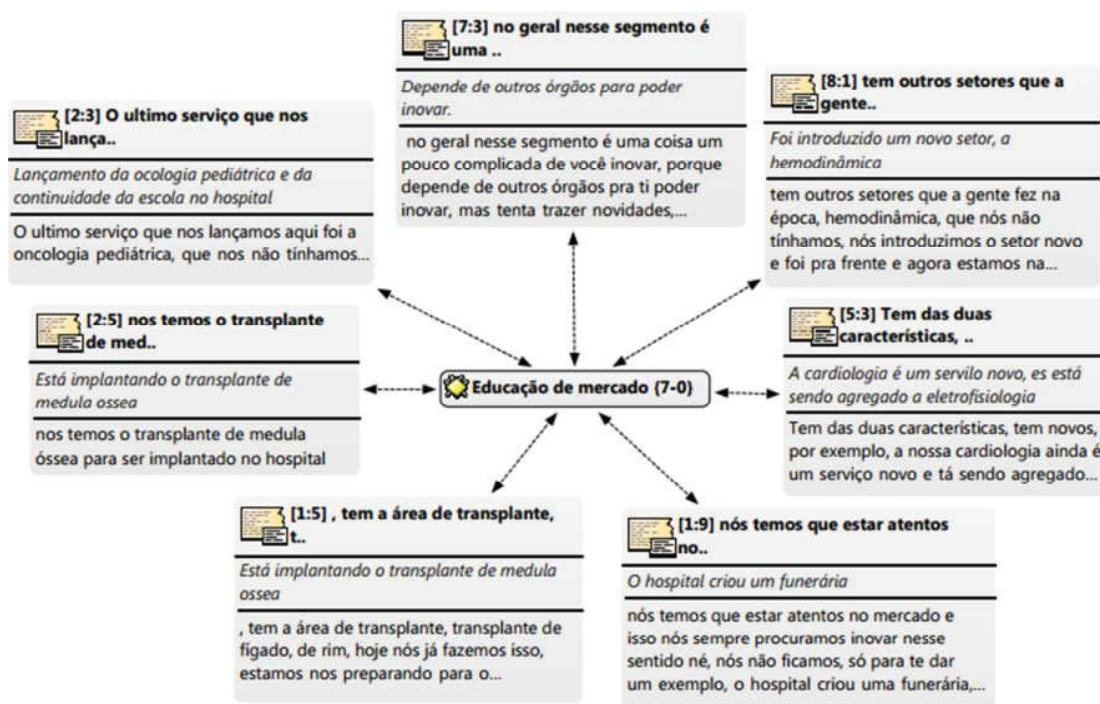 [7:3] no geral nesse segmento é
uma ..
Depende de outros órgãos para poder
inovar.
no geral nesse segmento é uma coisa um
pouco complicada de você inovar, porque
depende de outros órgãos pra ti poder
inovar, mas tenta trazer novidades,...
[8:1] tem outros setores que a
gente..
Foi introduzido um novo setor, a
hemodinâmica
tem outros setores que a gente fez na
época, hemodinâmica, que nós não
tínhamos, nós introduzimos o setor novo
e foi pra frente e agora estamos na...
[2:3] O ultimo serviço que nos
lança..
Lançamento da ocologia pediátrica e da
continuidade da escola no hospital
O ultimo serviço que nos lançamos aqui foi a
oncologia pediátrica, que nos não tínhamos...
[2:5] nos temos o transplante
de med..
Está implantando o transplante de
medula ossea
nos temos o transplante de medula
óssea para ser implantado no hospital
Educação de mercado {7-0}
[5:3] Tem das duas
características, ..
A cardiologia é um servilo novo, es está
sendo agregado a eletrofisiologia
Tem das duas características, tem novos,
por exemplo, a nossa cardiologia ainda é
um serviço novo e tá sendo agregado...
[1:5] , tem a área de transplante,
t..
Está implantando o transplante de medula
ossea
, tem a área de transplante, transplante de
fígado, de rim, hoje nós já fazemos isso,
estamos nos preparando para o...
[1:9] nós temos que estar atentos
no..
O hospital criou um funerária
nós temos que estar atentos no mercado e
isso nós sempre procuramos inovar nesse
sentido né, nós não ficamos, só para te dar
um exemplo, o hospital criou uma funerária,...